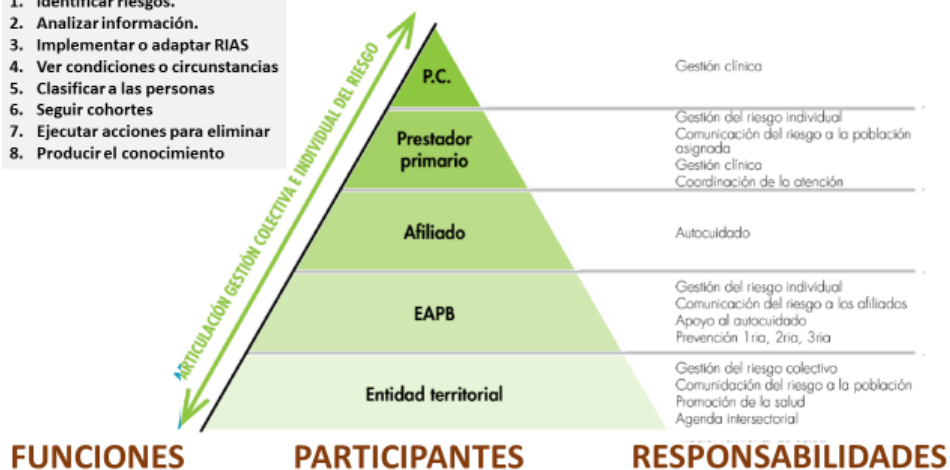 1. Identificar riesgos.
2. Analizar información.
3. Implementar o adaptar RIAS
4. Ver condiciones o circunstancias
5. Clasificar a las personas
6. Seguir cohortes
7. Ejecutar acciones para eliminar
8. Producir el conocimiento
ARTICULACIÓN GESTIÓN COLECTIVA E INDIVIDUAL DEL RIESGO
P.C.
Gestión clínica
Prestador
primario
Gestión del riesgo individual
Comunicación del riesgo a la población
asignada
Gestión clínica
Coordinación de la atención
Afiliado
Autocuidado
EAPB
Gestión del riesgo individual
Comunicación del riesgo a los afiliados
Apoyo al autocuidado
Prevención 1ria, 2ria, 3ria
Entidad territorial
Gestión del riesgo colectivo
Comunidación del riesgo a la población
Promoción de la salud
Agenda intersectorial
FUNCIONES
PARTICIPANTES
RESPONSABILIDADES